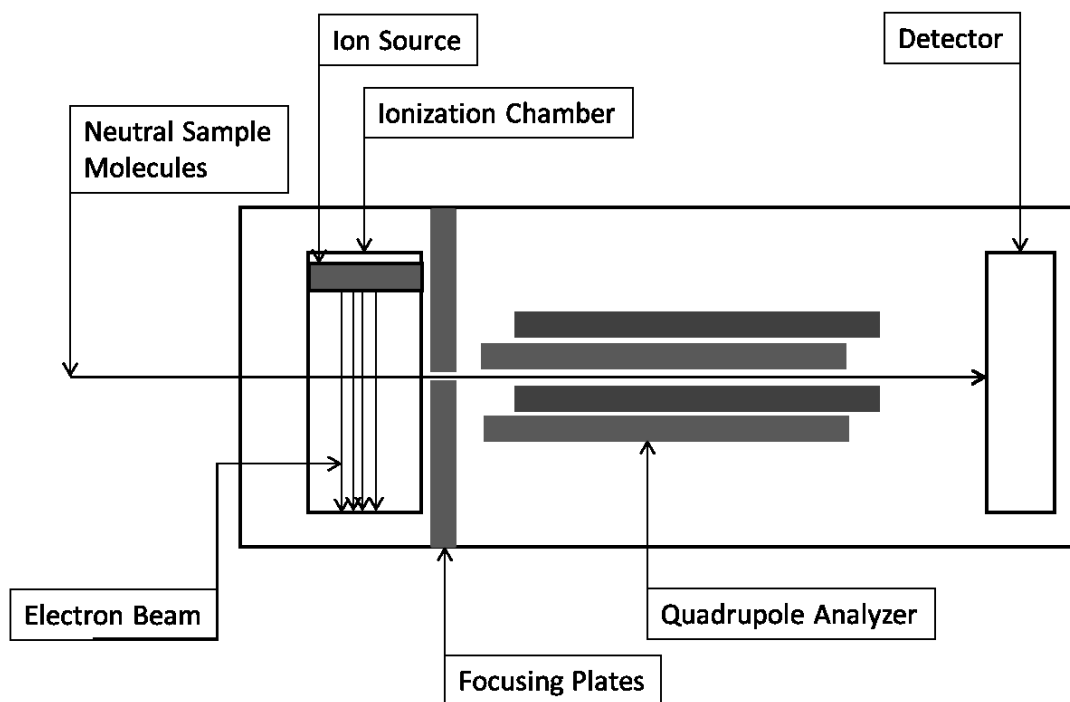 Ion Source
Detector
Ionization Chamber
Neutral Sample
Molecules
Electron Beam
Quadrupole Analyzer
Focusing Plates